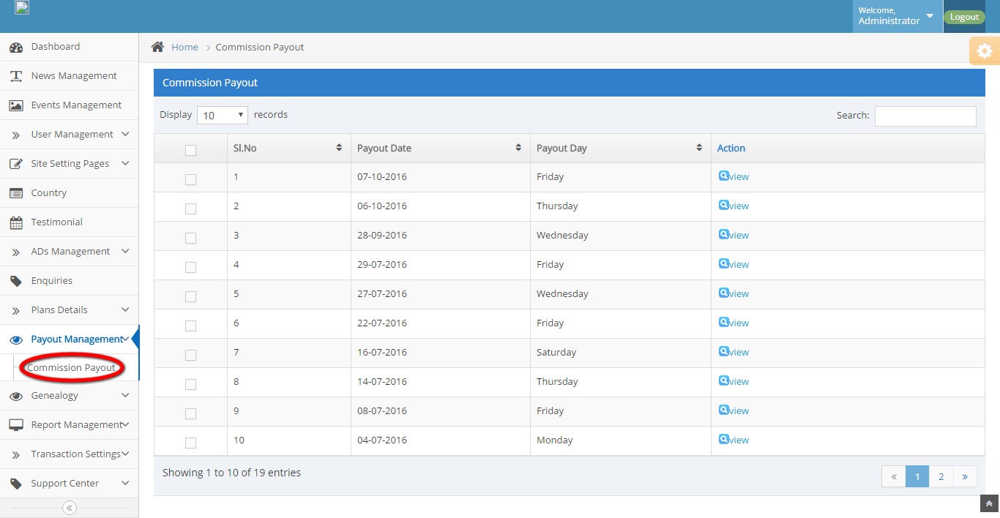 Welcome,
Administrator
Logout
Dashboard
News Management
Events Management
User Management
Site Setting Pages
Country
Testimonial
ADs Management
Enquiries
Plans Details
Payout Management
Commission Payout
Genealogy
Report Management
Transaction Settings
Support Center
Home > Commission Payout
Commission Payout
Display 10 records Search:
Sl.No Payout Date Payout Day Action
1 07-10-2016 Friday view
2 06-10-2016 Thursday view
3 28-09-2016 Wednesday view
4 29-07-2016 Friday view
5 27-07-2016 Wednesday view
6 22-07-2016 Friday view
7 16-07-2016 Saturday view
8 14-07-2016 Thursday view
9 08-07-2016 Friday view
10 04-07-2016 Monday view
Showing 1 to 10 of 19 entries
« 1 2 »